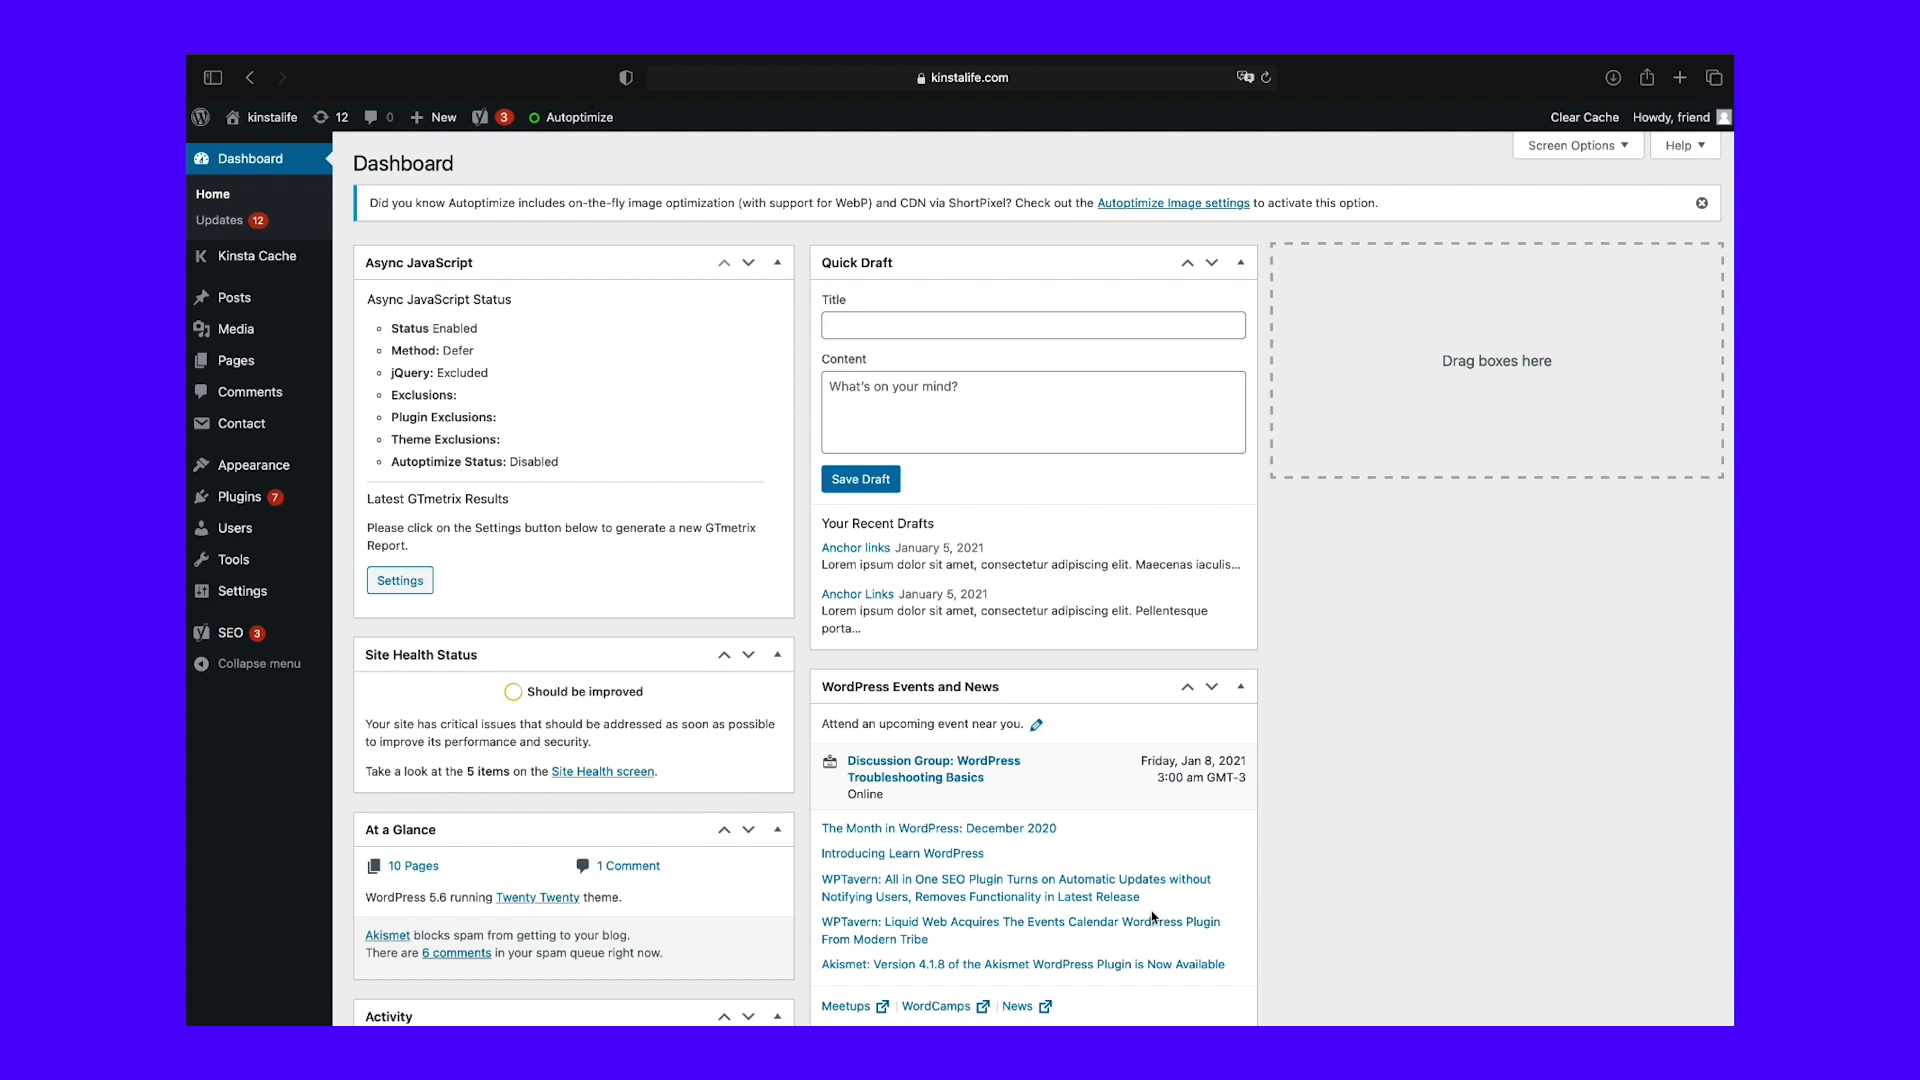 kinstalife.com
kinstalife 12 0 New 3 Autoptimize Clear Cache Howdy, friend
Dashboard
Home
Updates 12
Kinsta Cache
Posts
Media
Pages
Comments
Contact
Appearance
Plugins 7
Users
Tools
Settings
SEO 3
Collapse menu
Screen Options Help
Dashboard
Did you know Autoptimize includes on-the-fly image optimization (with support for WebP) and CDN via ShortPixel? Check out the Autoptimize Image settings to activate this option.
Async JavaScript
Async JavaScript Status
Status Enabled
Method: Defer
jQuery: Excluded
Exclusions:
Plugin Exclusions:
Theme Exclusions:
Autoptimize Status: Disabled
Latest GTmetrix Results
Please click on the Settings button below to generate a new GTmetrix
Report.
Settings
Site Health Status
Should be improved
Your site has critical issues that should be addressed as soon as possible
to improve its performance and security.
Take a look at the 5 items on the Site Health screen.
At a Glance
10 Pages 1 Comment
WordPress 5.6 running Twenty Twenty theme.
Akismet blocks spam from getting to your blog.
There are 6 comments in your spam queue right now.
Activity
Quick Draft
Title
Content
What's on your mind?
Save Draft
Your Recent Drafts
Anchor links January 5, 2021
Lorem ipsum dolor sit amet, consectetur adipiscing elit. Maecenas iaculis...
Anchor Links January 5, 2021
Lorem ipsum dolor sit amet, consectetur adipiscing elit. Pellentesque
porta...
WordPress Events and News
Attend an upcoming event near you.
Discussion Group: WordPress Friday, Jan 8, 2021
Troubleshooting Basics 3:00 am GMT-3
Online
The Month in WordPress: December 2020
Introducing Learn WordPress
WPTavern: All in One SEO Plugin Turns on Automatic Updates without
Notifying Users, Removes Functionality in Latest Release
WPTavern: Liquid Web Acquires The Events Calendar WordPress Plugin
From Modern Tribe
Akismet: Version 4.1.8 of the Akismet WordPress Plugin is Now Available
Meetups | WordCamps | News
Drag boxes here